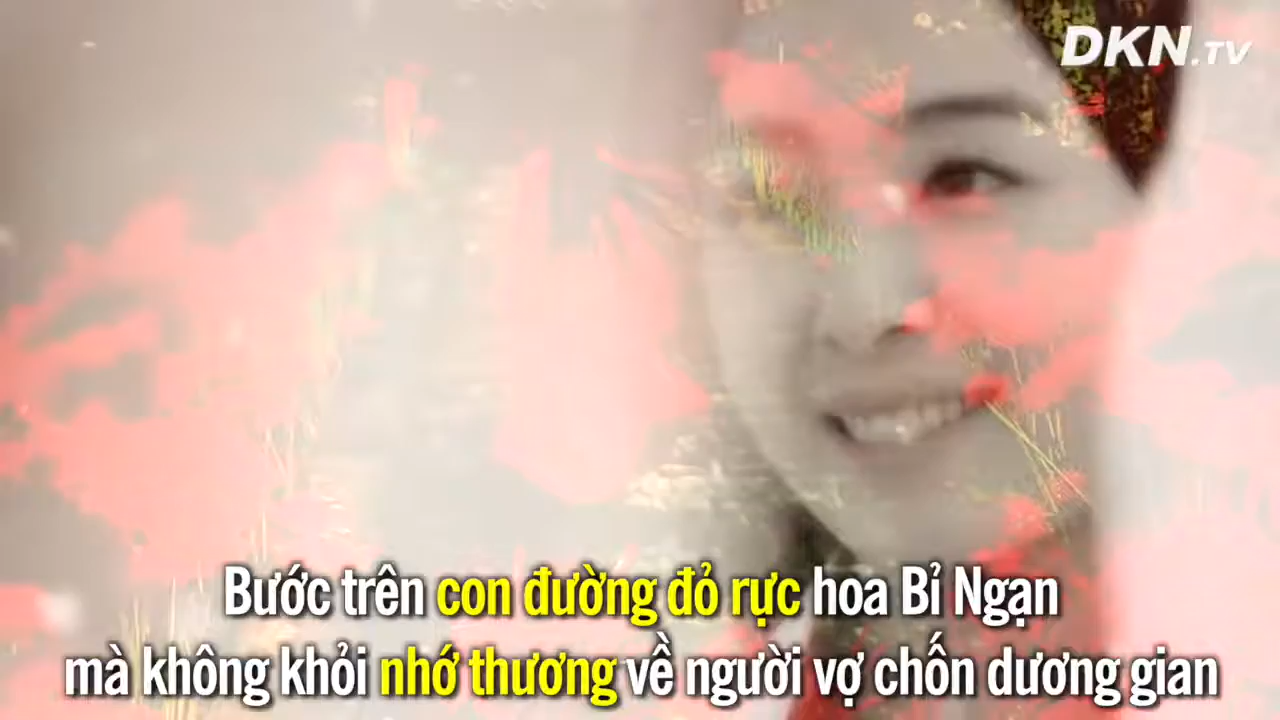 DKN.TV
Bước trên con đường đỏ rực hoa Bỉ Ngạn
mà không khỏi nhớ thương về người vợ chốn dương gian